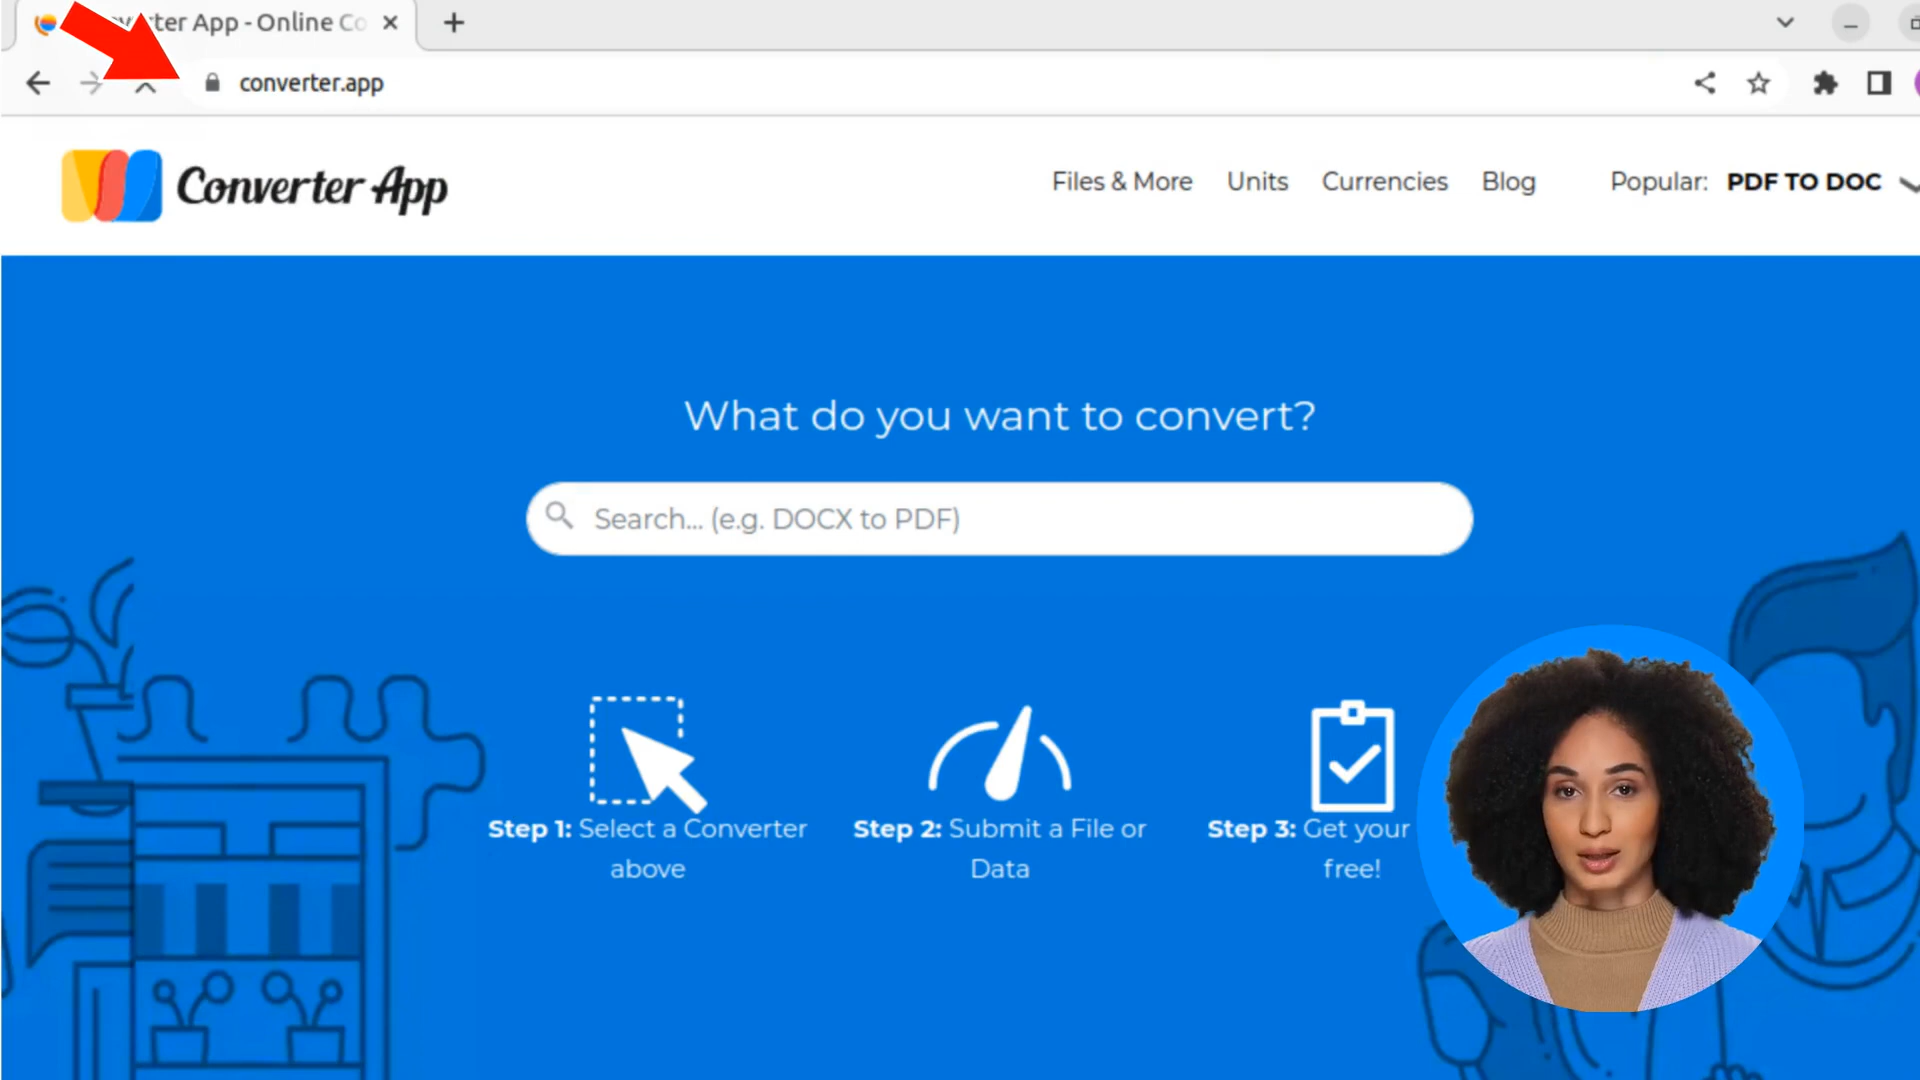 ter App - Online Co
converter.app
Converter App
Files & More Units Currencies Blog Popular: PDF TO DOC
What do you want to convert?
Search... (e.g. DOCX to PDF)
Step 1: Select a Converter
above
Step 2: Submit a File or
Data
Step 3: Get your
free!